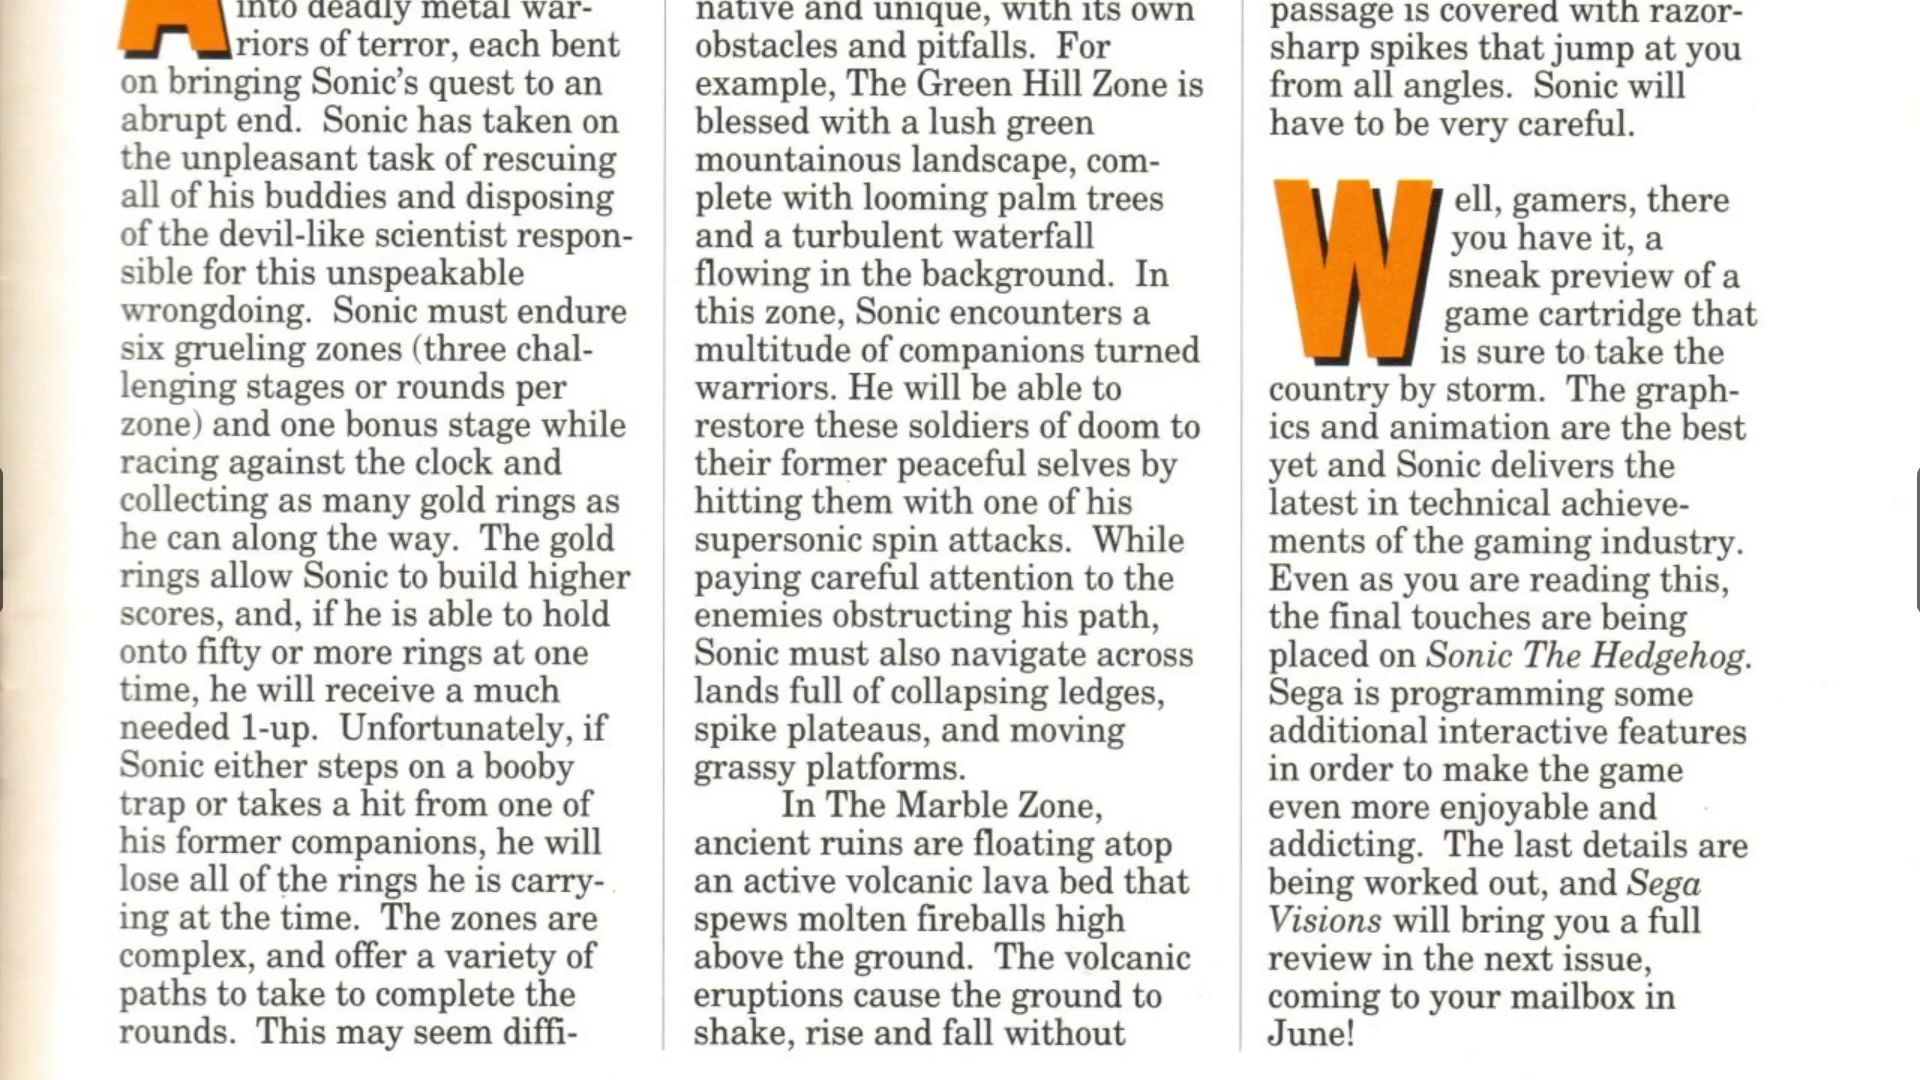 A into deadly metal war-
riors of terror, each bent
on bringing Sonic's quest to an
abrupt end.  Sonic has taken on
the unpleasant task of rescuing
all of his buddies and disposing
of the devil-like scientist respon-
sible for this unspeakable
wrongdoing.  Sonic must endure
six grueling zones (three chal-
lenging stages or rounds per
zone) and one bonus stage while
racing against the clock and
collecting as many gold rings as
he can along the way.  The gold
rings allow Sonic to build higher
scores, and, if he is able to hold
onto fifty or more rings at one
time, he will receive a much
needed 1-up.  Unfortunately, if
Sonic either steps on a booby
trap or takes a hit from one of
his former companions, he will
lose all of the rings he is carry-
ing at the time.  The zones are
complex, and offer a variety of
paths to take to complete the
rounds.  This may seem diffi-
native and unique, with its own
obstacles and pitfalls.  For
example, The Green Hill Zone is
blessed with a lush green
mountainous landscape, com-
plete with looming palm trees
and a turbulent waterfall
flowing in the background.  In
this zone, Sonic encounters a
multitude of companions turned
warriors. He will be able to
restore these soldiers of doom to
their former peaceful selves by
hitting them with one of his
supersonic spin attacks.  While
paying careful attention to the
enemies obstructing his path,
Sonic must also navigate across
lands full of collapsing ledges,
spike plateaus, and moving
grassy platforms.
In The Marble Zone,
ancient ruins are floating atop
an active volcanic lava bed that
spews molten fireballs high
above the ground.  The volcanic
eruptions cause the ground to
shake, rise and fall without
passage is covered with razor-
sharp spikes that jump at you
from all angles.  Sonic will
have to be very careful.
Well, gamers, there
you have it, a
sneak preview of a
game cartridge that
is sure to take the
country by storm.  The graph-
ics and animation are the best
yet and Sonic delivers the
latest in technical achieve-
ments of the gaming industry.
Even as you are reading this,
the final touches are being
placed on Sonic The Hedgehog.
Sega is programming some
additional interactive features
in order to make the game
even more enjoyable and
addicting.  The last details are
being worked out, and Sega
Visions will bring you a full
review in the next issue,
coming to your mailbox in
June!